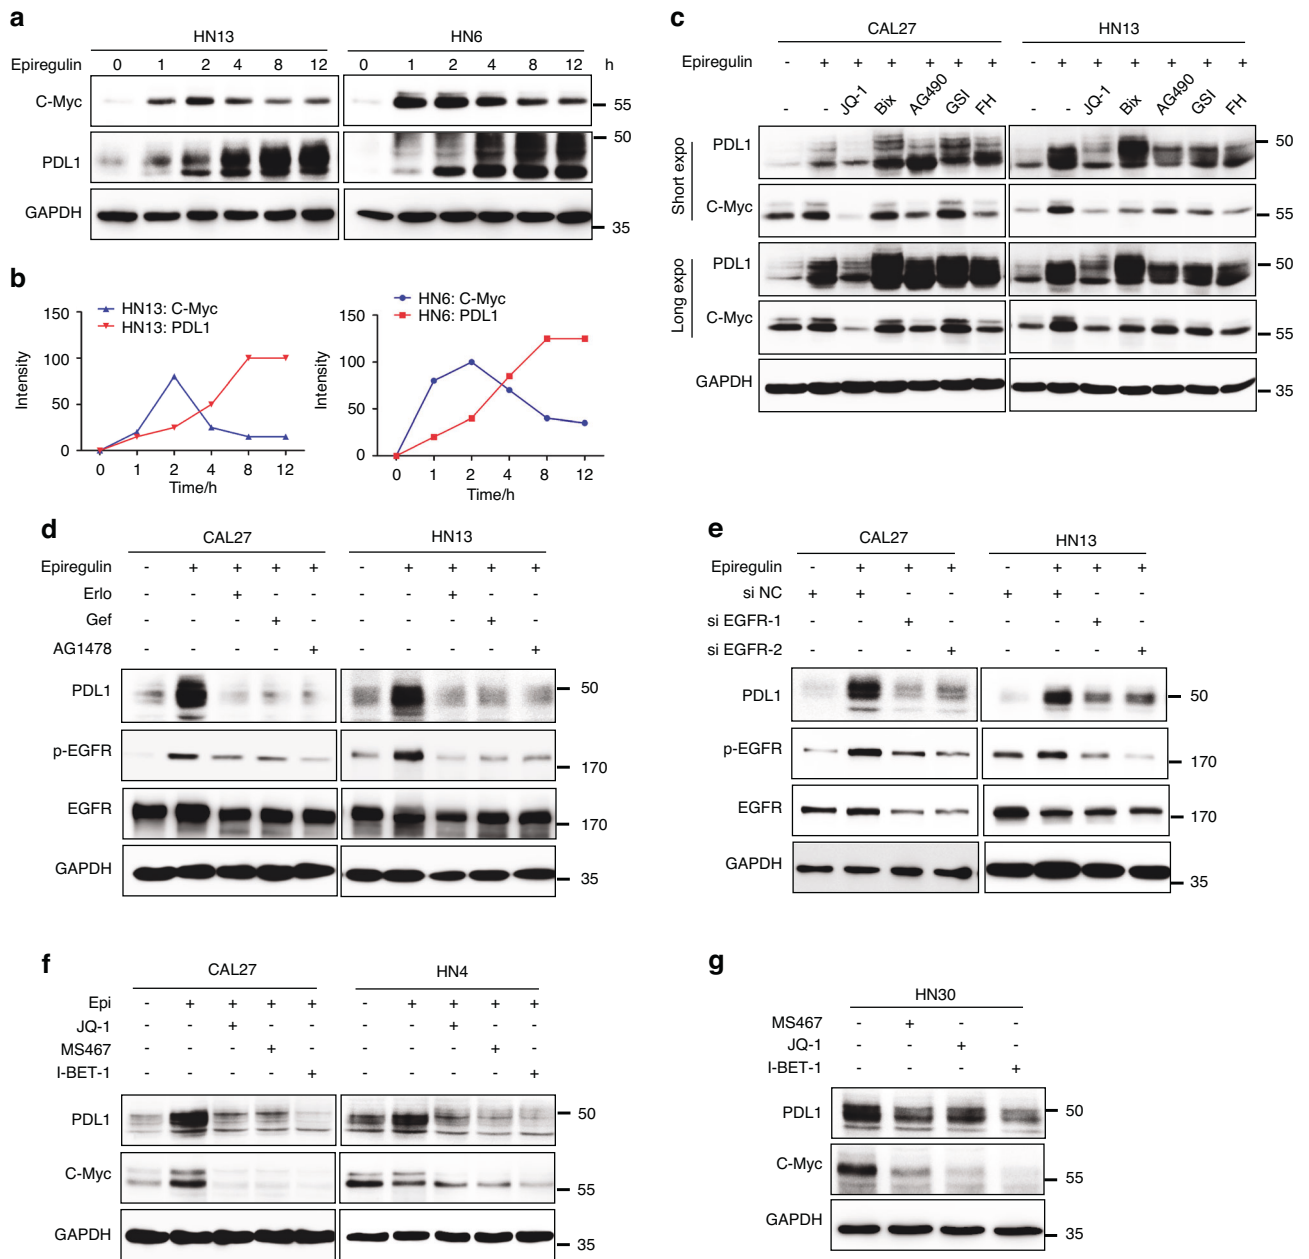 a
HN13 HN6
Epiregulin 0 1 2 4 8 12 0 1 2 4 8 12 h
C-Myc 55
PDL1 50
GAPDH 35
b
HN13: C-Myc
HN13: PDL1
150
100
50
0
Intensity
0 1 2 4 8 12
Time/h
HN6: C-Myc
HN6: PDL1
150
100
50
0
Intensity
0 1 2 4 8 12
Time/h
c
CAL27 HN13
Epiregulin - + + + + + + - + + + + + +
- - JQ-1 Bix AG490 GSI FH - - JQ-1 Bix AG490 GSI FH
Short expo
PDL1 50
C-Myc 55
Long expo
PDL1 50
C-Myc 55
GAPDH 35
d
CAL27 HN13
Epiregulin - + + + + - + + + +
Erlo - - + - - - - + - -
Gef - - - + - - - - + -
AG1478 - - - - + - - - - +
PDL1 50
p-EGFR 170
EGFR 170
GAPDH 35
e
CAL27 HN13
Epiregulin - + + + - + + +
si NC + + - - + + - -
si EGFR-1 - - + - - - + -
si EGFR-2 - - - + - - - +
PDL1 50
p-EGFR 170
EGFR 170
GAPDH 35
f
CAL27 HN4
Epi - + + + + - + + + +
JQ-1 - - + - - - - + - -
MS467 - - - + - - - - + -
I-BET-1 - - - - + - - - - +
PDL1 50
C-Myc 55
GAPDH 35
g
HN30
MS467 - + - -
JQ-1 - - + -
I-BET-1 - - - +
PDL1 50
C-Myc 55
GAPDH 35